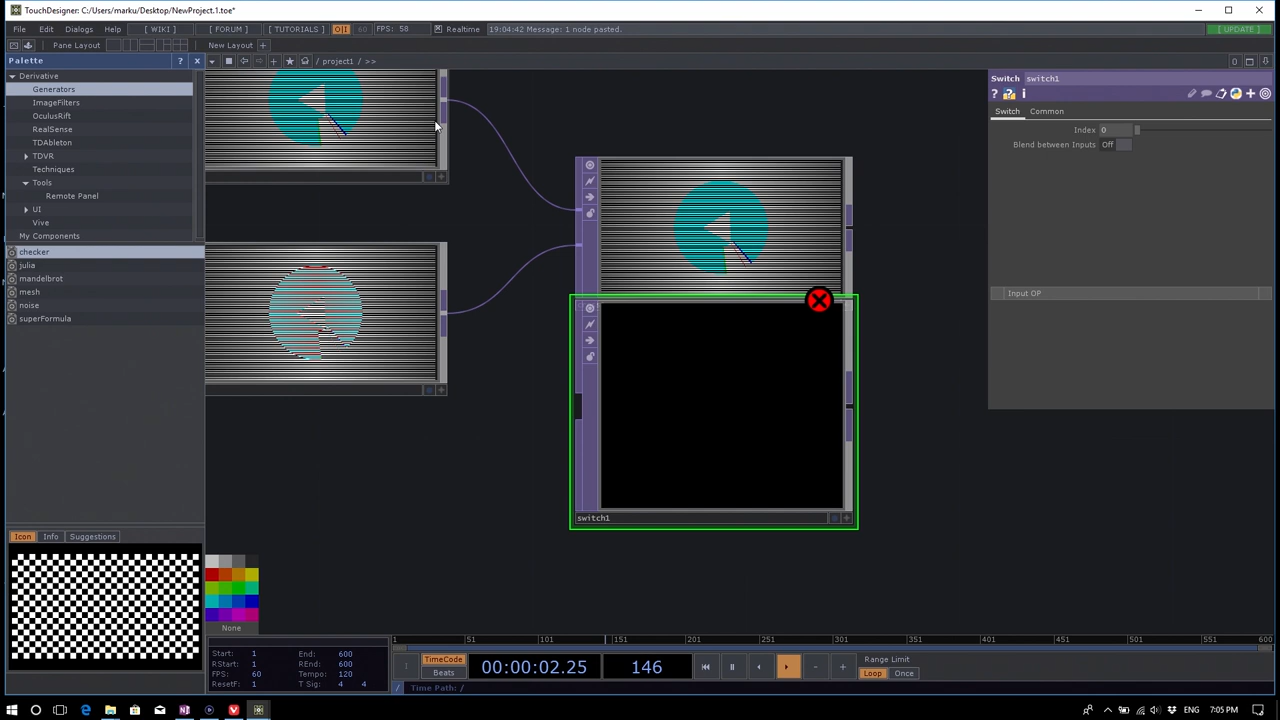 TouchDesigner: C:/Users/marku/Desktop/NewProject.1.toe*
File Edit Dialogs Help [ WIKI ] [ FORUM ] [ TUTORIALS ] O|I 60 FPS: 58 Realtime 19:04:42 1 node pasted. [ UPDATE ]
Pane Layout New Layout +
Palette ? x / project1 / >> 0
Derivative
Generators
ImageFilters
OculusRift
RealSense
TDAbleton
TDVR
Techniques
Tools
Remote Panel
UI
Vive
My Components
checker
julia
mandelbrot
mesh
noise
superFormula
Icon Info Suggestions
Switch switch1
? ? i
Switch Common
Index 0
Blend between Inputs Off
Input OP
switch1
None
1 51 101 151 201 251 301 351 401 451 501 551 600
Start: 1 End: 600
RStart: 1 REnd: 600
FPS: 60 Tempo: 120
ResetF: 1 T Sig: 4 4
TimeCode
Beats
00:00:02.25 146
Range Limit
Loop Once
/ Time Path: /
ENG 7:05 PM